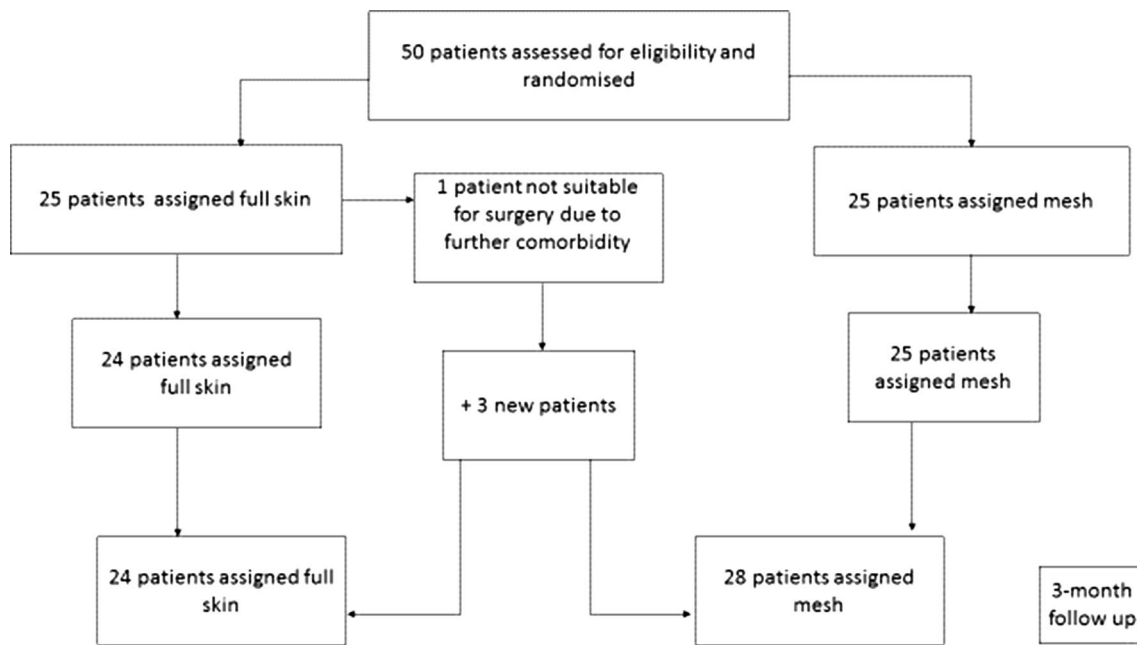 50 patients assessed for eligibility and
randomised
25 patients assigned full skin
1 patient not suitable
for surgery due to
further comorbidity
25 patients assigned mesh
24 patients assigned
full skin
+ 3 new patients
25 patients
assigned mesh
24 patients assigned full
skin
28 patients assigned
mesh
3-month
follow up